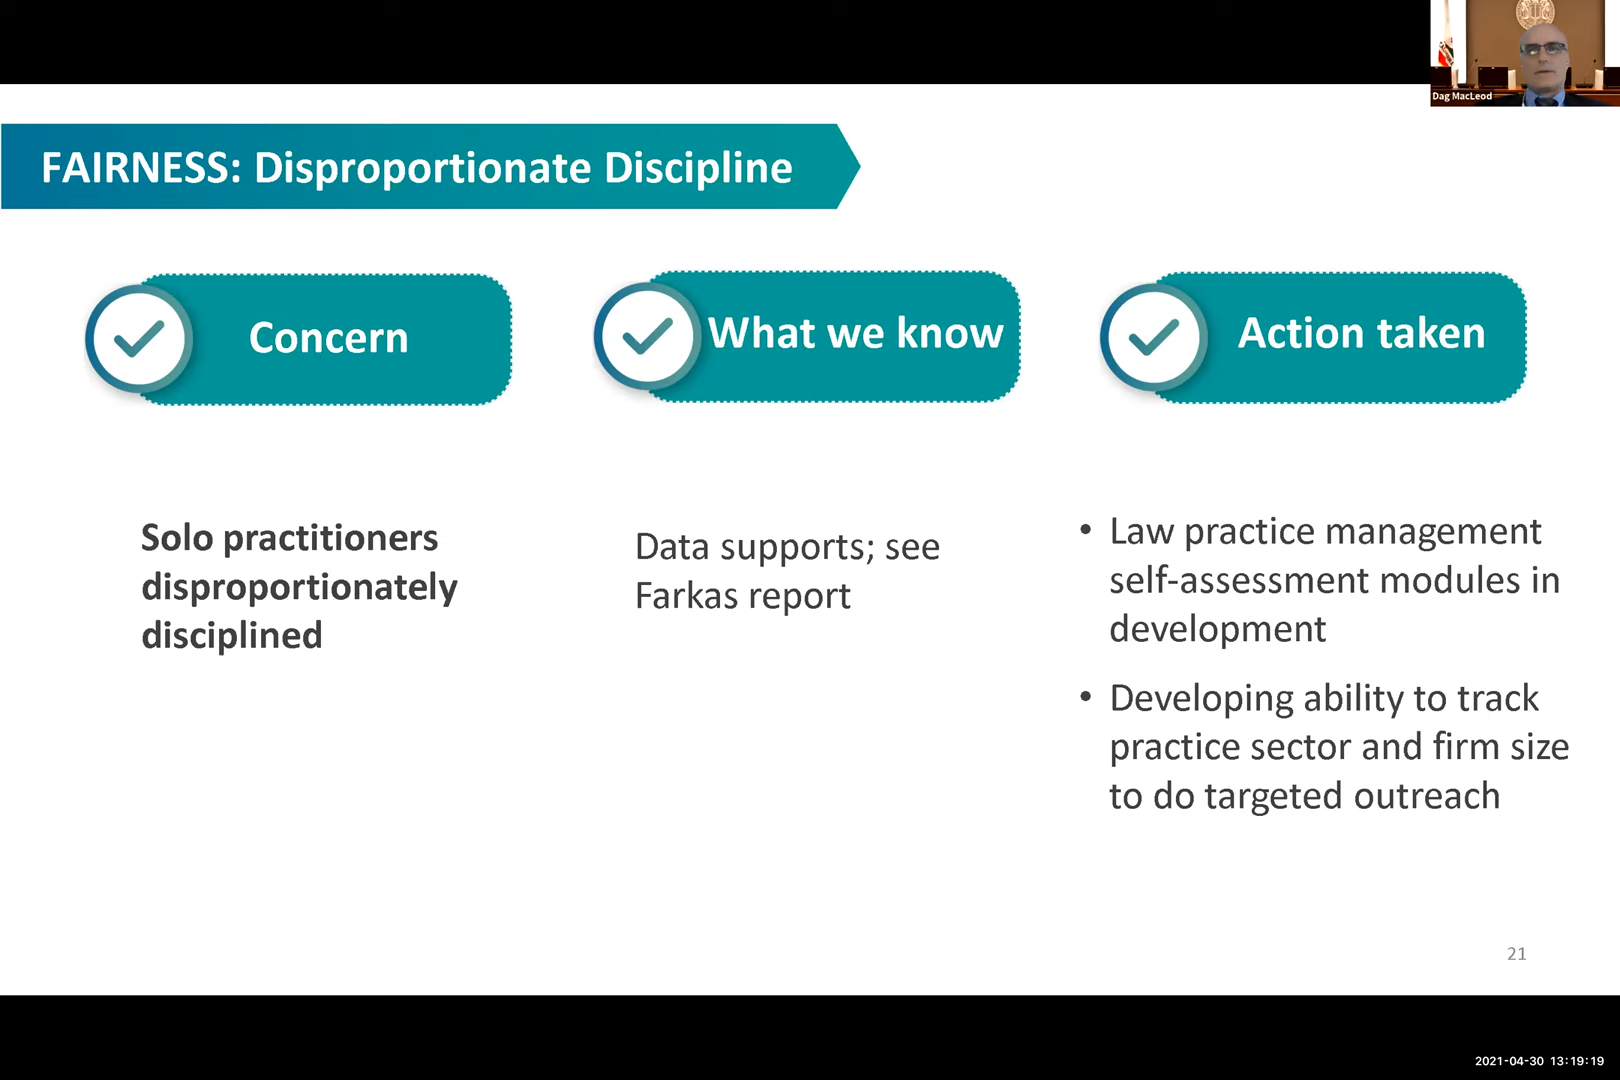 Dag MacLeod
FAIRNESS: Disproportionate Discipline
Concern
What we know
Action taken
Solo practitioners
disproportionately
disciplined
Data supports; see
Farkas report
• Law practice management
self-assessment modules in
development
• Developing ability to track
practice sector and firm size
to do targeted outreach
21
2021-04-30 13:19:19